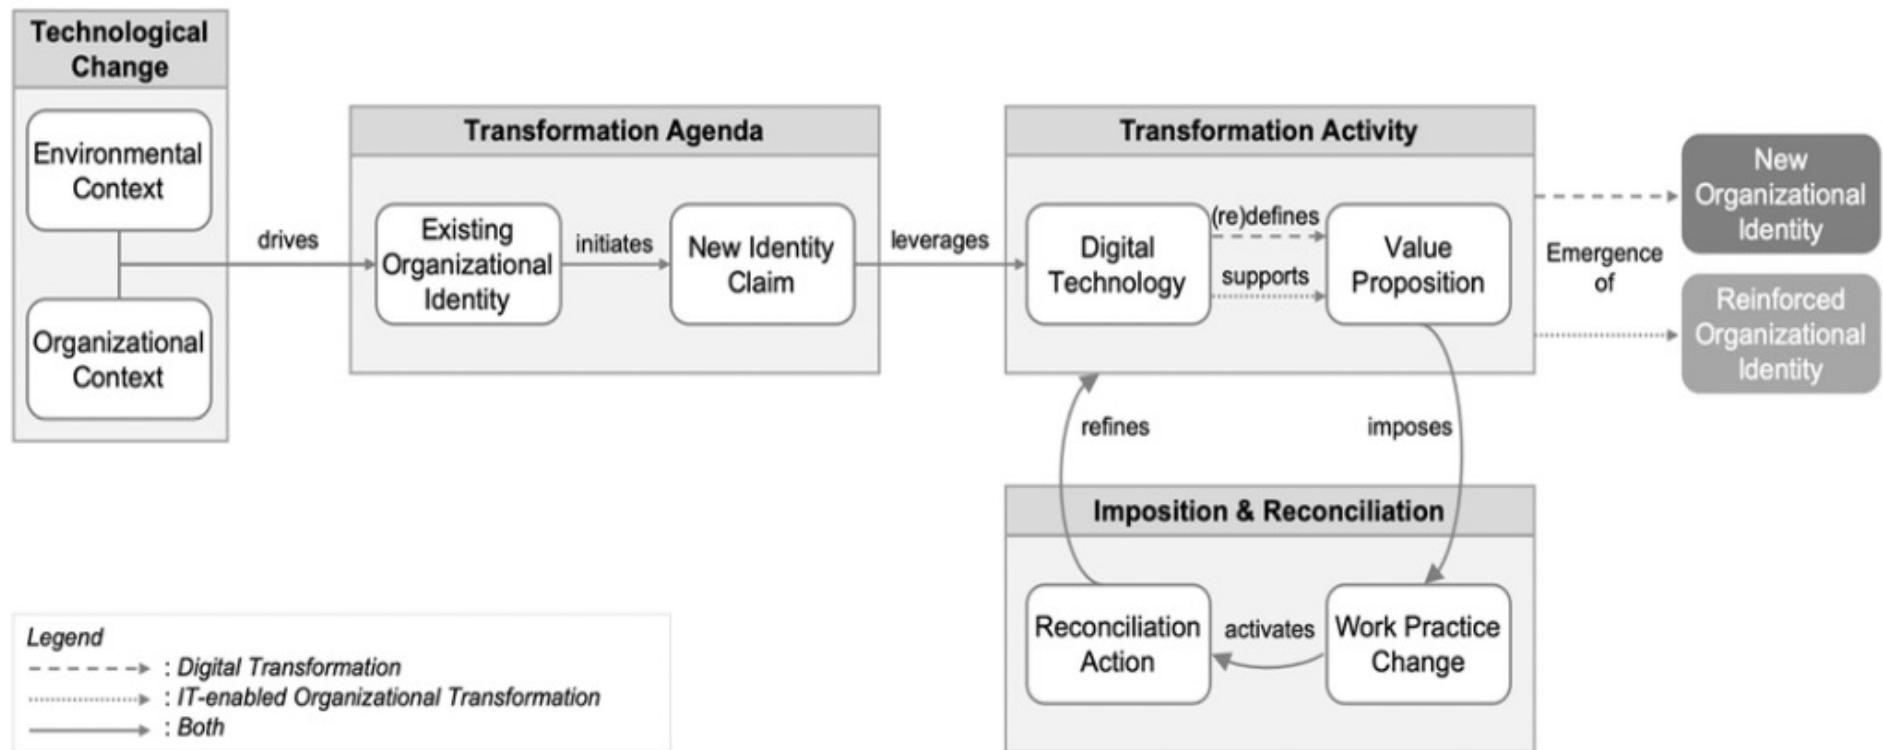 Technological
Change
Environmental
Context
Organizational
Context
drives
Transformation Agenda
Existing
Organizational
Identity
initiates
New Identity
Claim
leverages
Transformation Activity
Digital
Technology
(re)defines
supports
Value
Proposition
Emergence
of
New
Organizational
Identity
Reinforced
Organizational
Identity
refines
imposes
Imposition & Reconciliation
Reconciliation
Action
activates
Work Practice
Change
Legend
: Digital Transformation
: IT-enabled Organizational Transformation
: Both